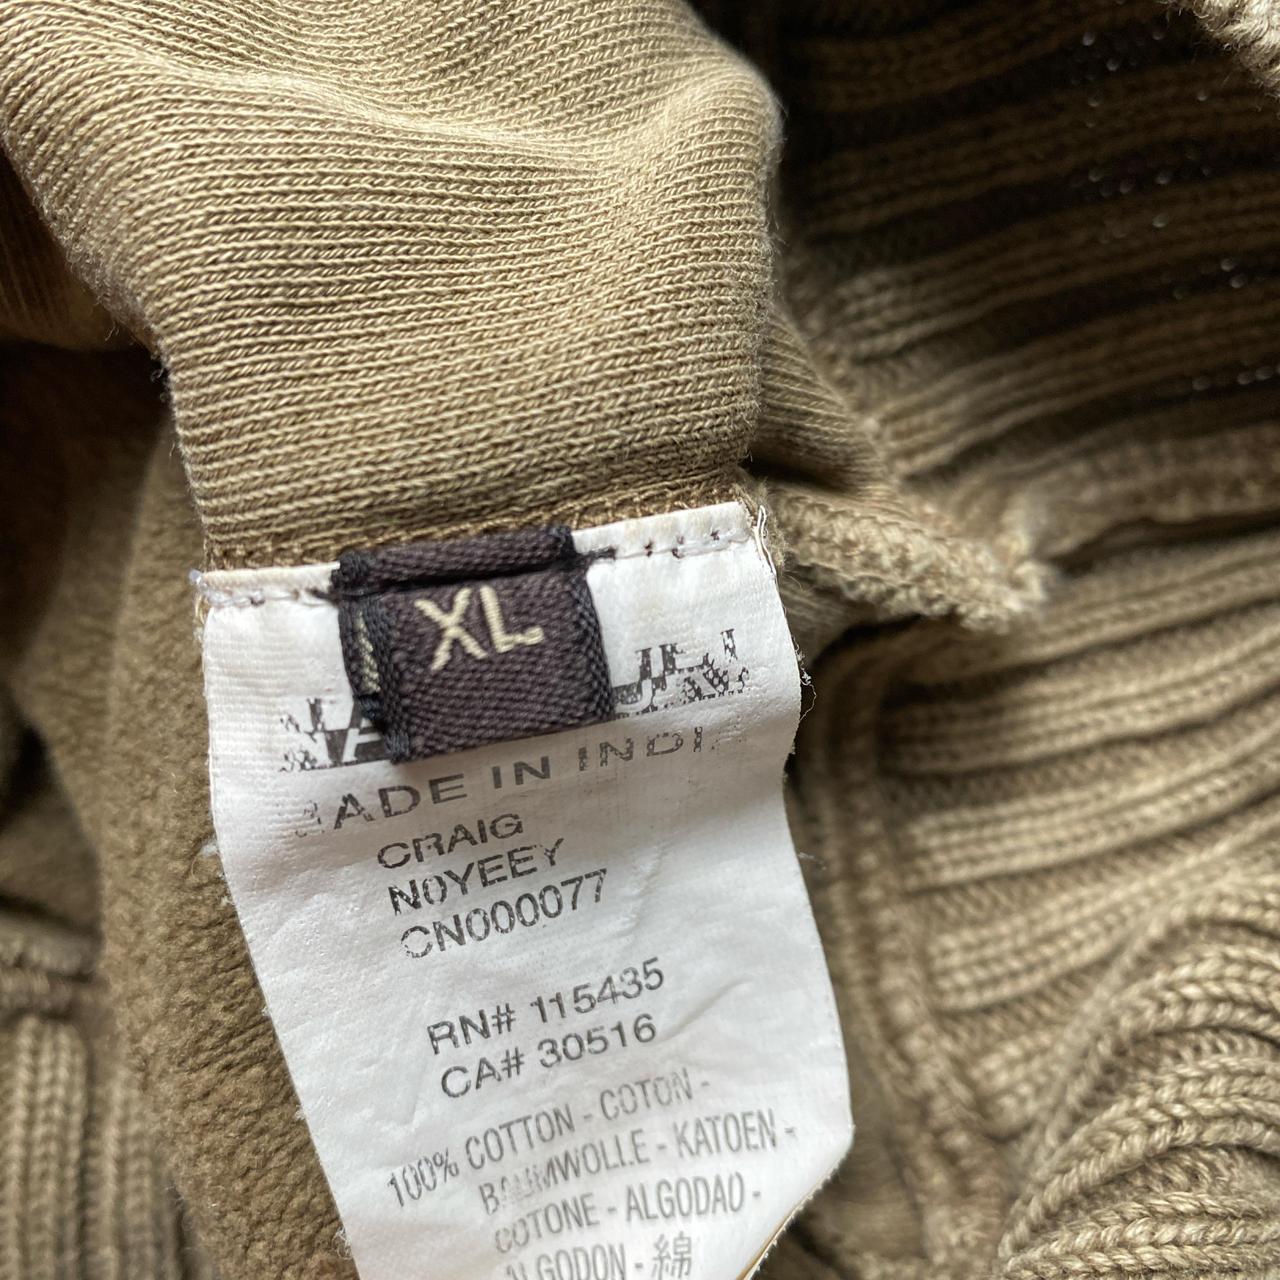 XL
MADE IN INDI
CRAIG
N0YEEY
CN000077
RN# 115435
CA# 30516
100% COTTON - COTON -
BAUMWOLLE - KATOEN -
COTONE - ALGODAO -
ALGODON - 綿